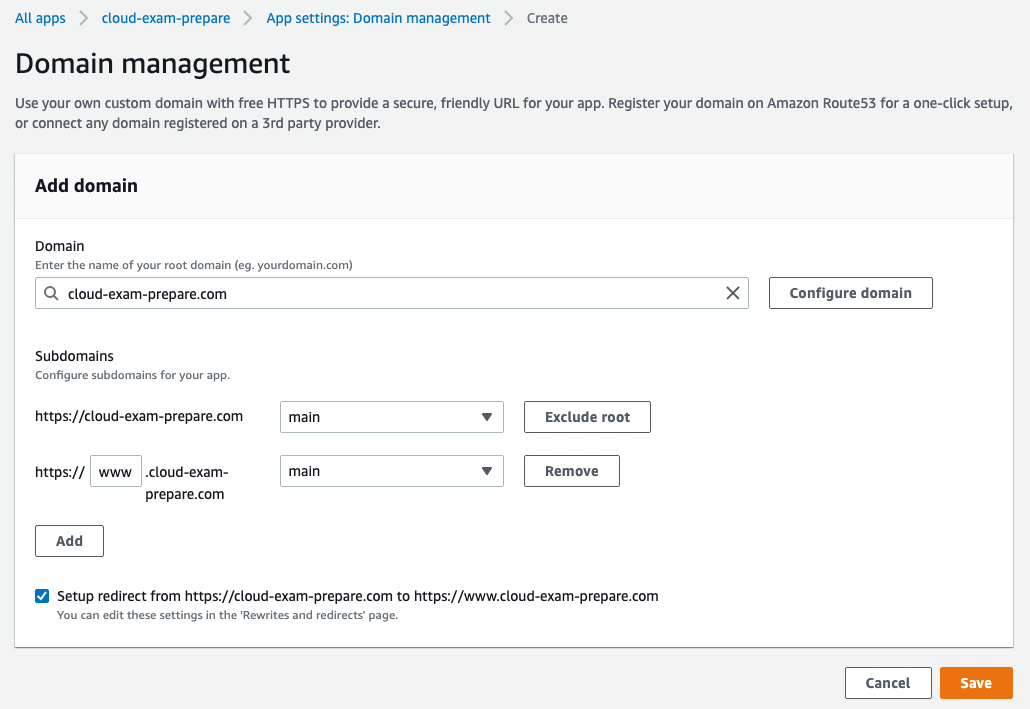 All apps > cloud-exam-prepare > App settings: Domain management > Create
Domain management
Use your own custom domain with free HTTPS to provide a secure, friendly URL for your app. Register your domain on Amazon Route53 for a one-click setup,
or connect any domain registered on a 3rd party provider.
Add domain
Domain
Enter the name of your root domain (eg. yourdomain.com)
cloud-exam-prepare.com Configure domain
Subdomains
Configure subdomains for your app.
https://cloud-exam-prepare.com main Exclude root
https:// www .cloud-exam- main Remove
prepare.com
Add
Setup redirect from https://cloud-exam-prepare.com to https://www.cloud-exam-prepare.com
You can edit these settings in the 'Rewrites and redirects' page.
Cancel Save